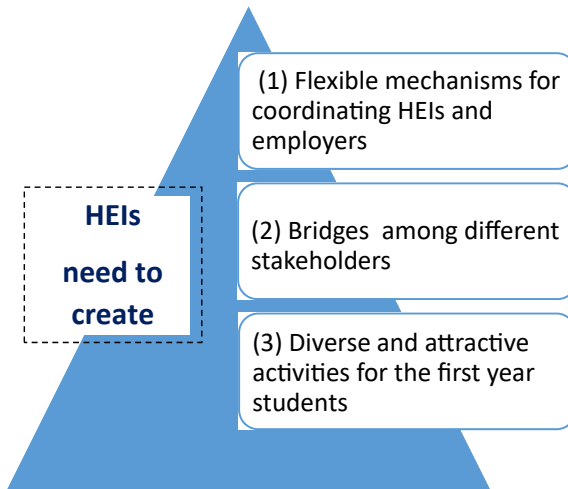 (1) Flexible mechanisms for
coordinating HEIs and
employers
HEIs
need to
create
(2) Bridges among different
stakeholders
(3) Diverse and attractive
activities for the first year
students